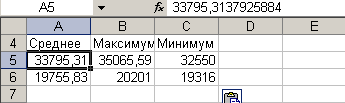 A5 fx 33795,3137925884
A B C D E
4 Среднее Максимум Минимум
5 33795,31 35065,59 32550
6 19755,83 20201 19316
7